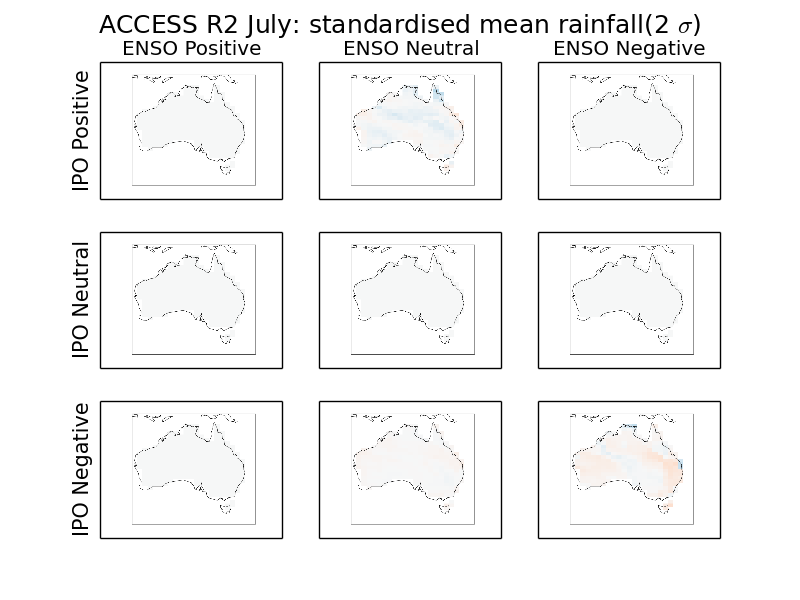 ACCESS R2 July: standardised mean rainfall(2 σ)
ENSO Positive ENSO Neutral ENSO Negative
IPO Positive
IPO Neutral
IPO Negative